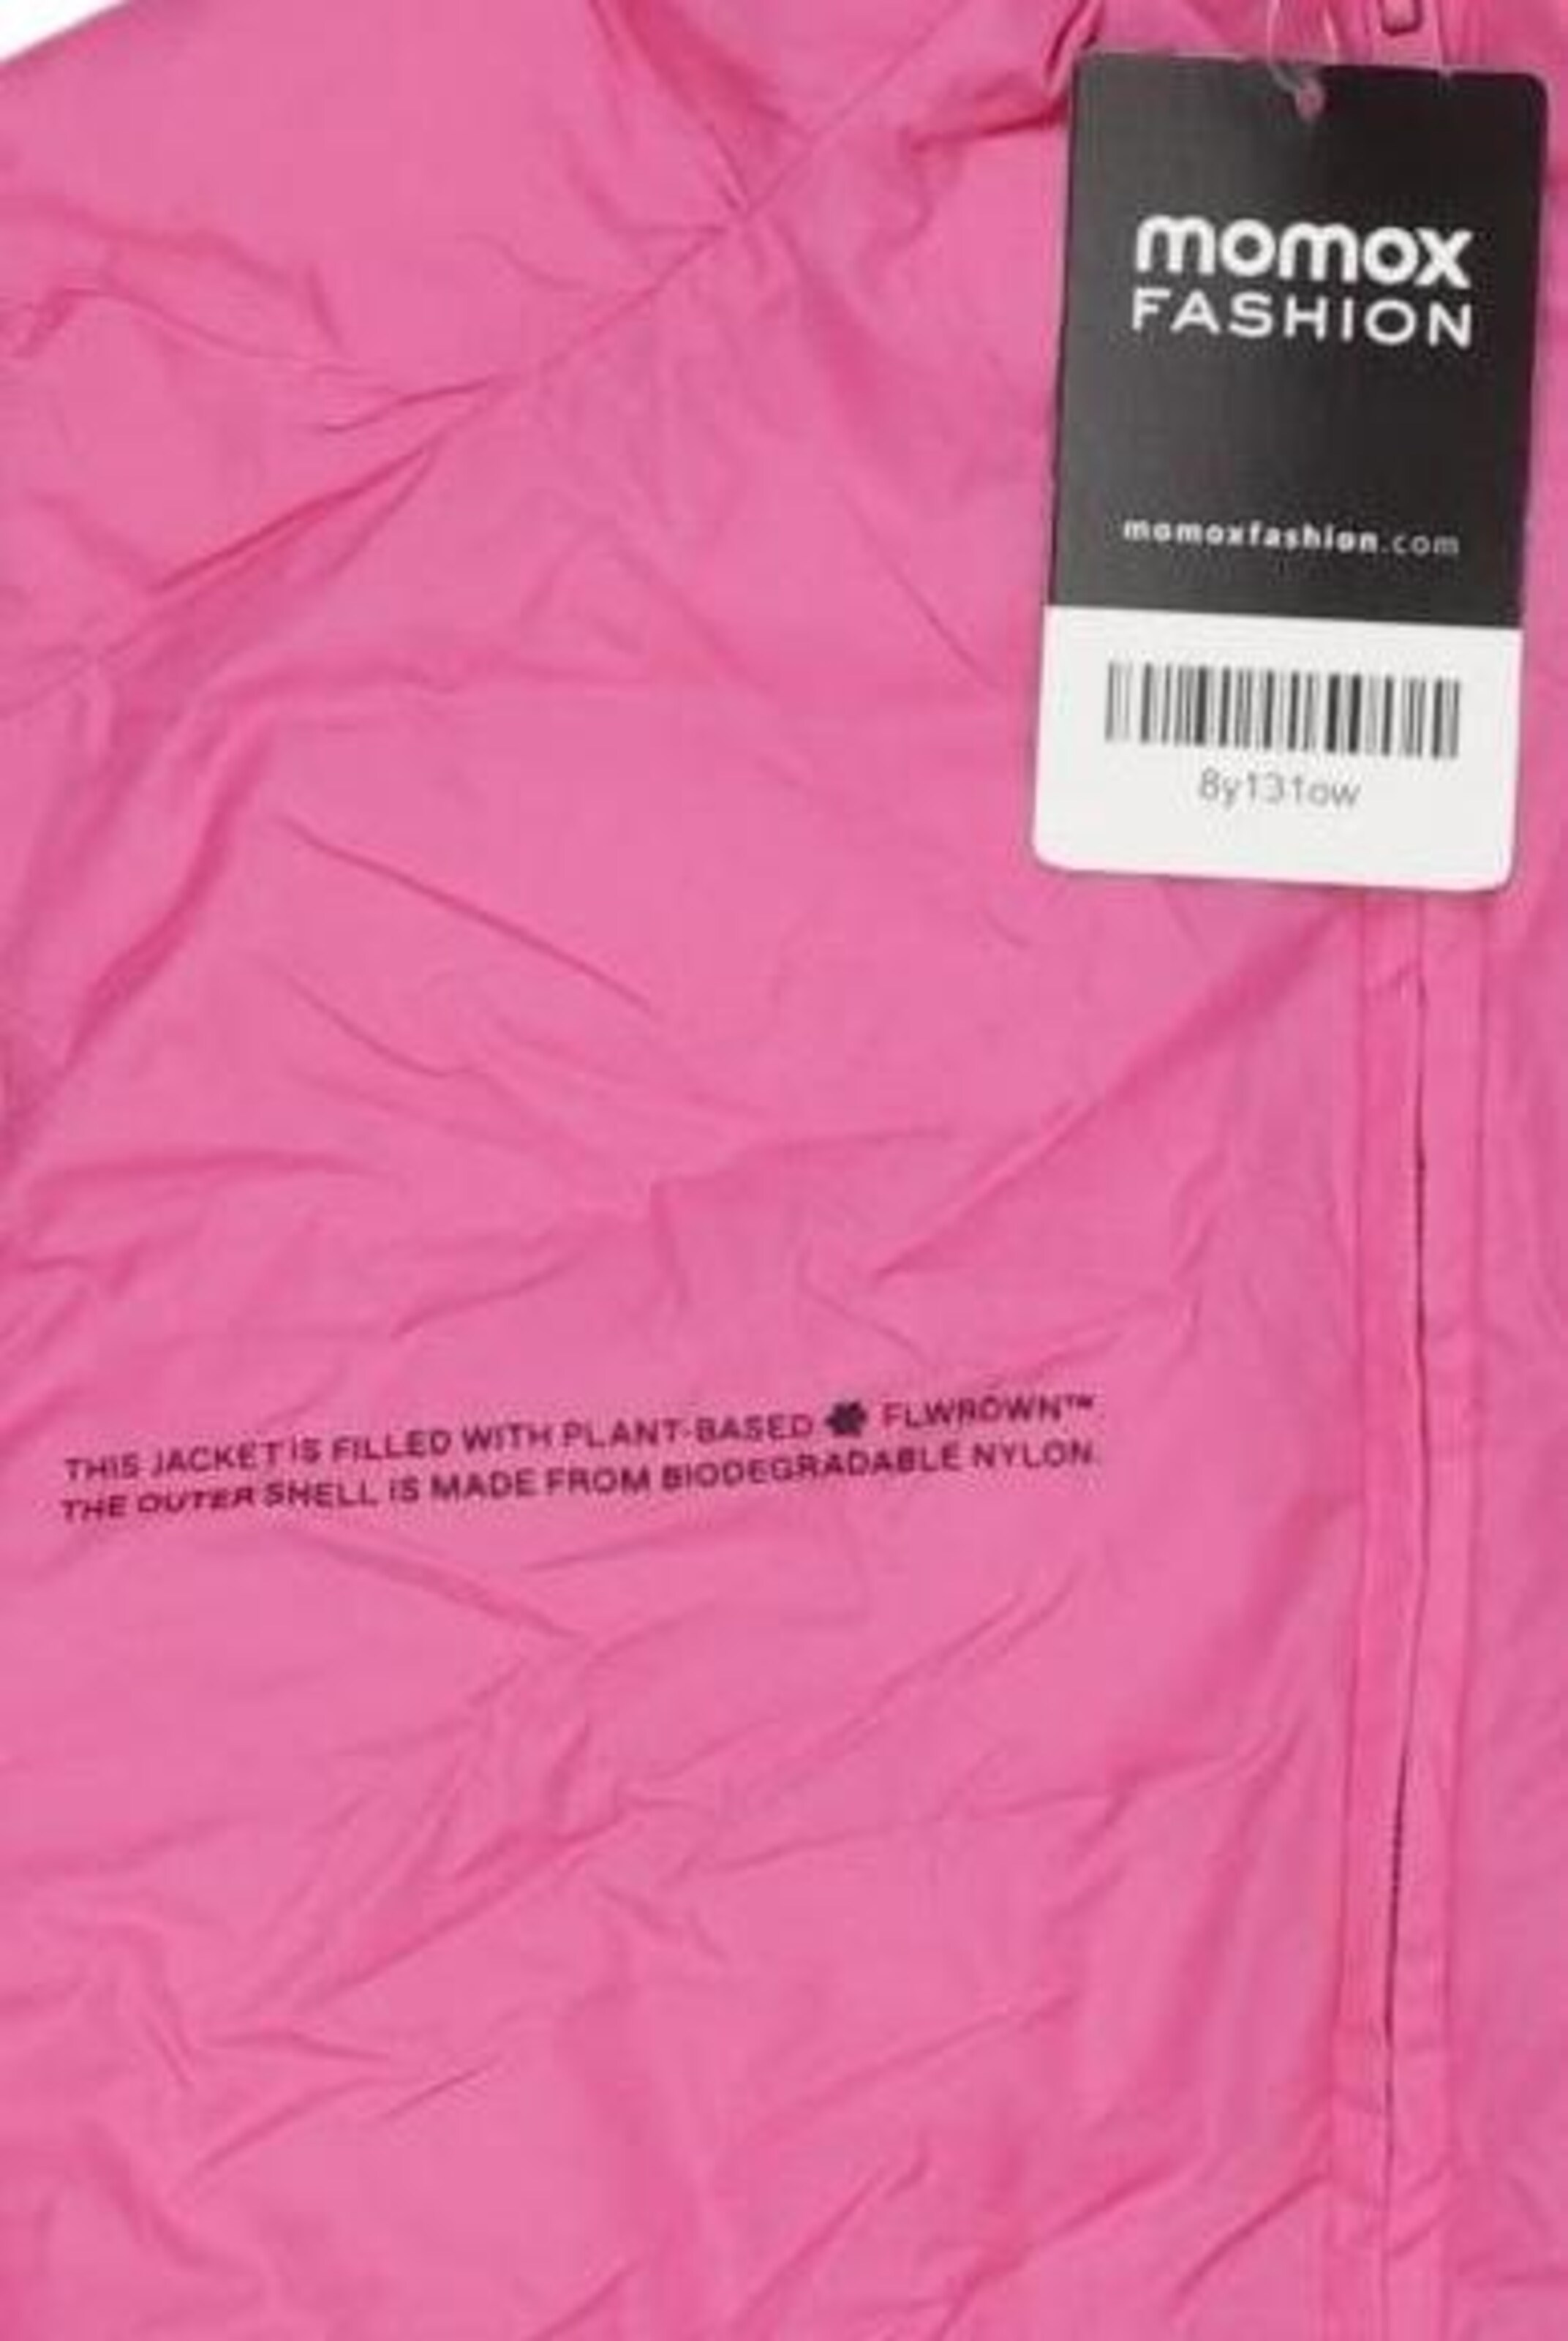 momox
FASHION
momoxfashion.com
8y131ow
THIS JACKET IS FILLED WITH PLANT-BASED FLWRDWN™
THE OUTER SHELL IS MADE FROM BIODEGRADABLE NYLON.